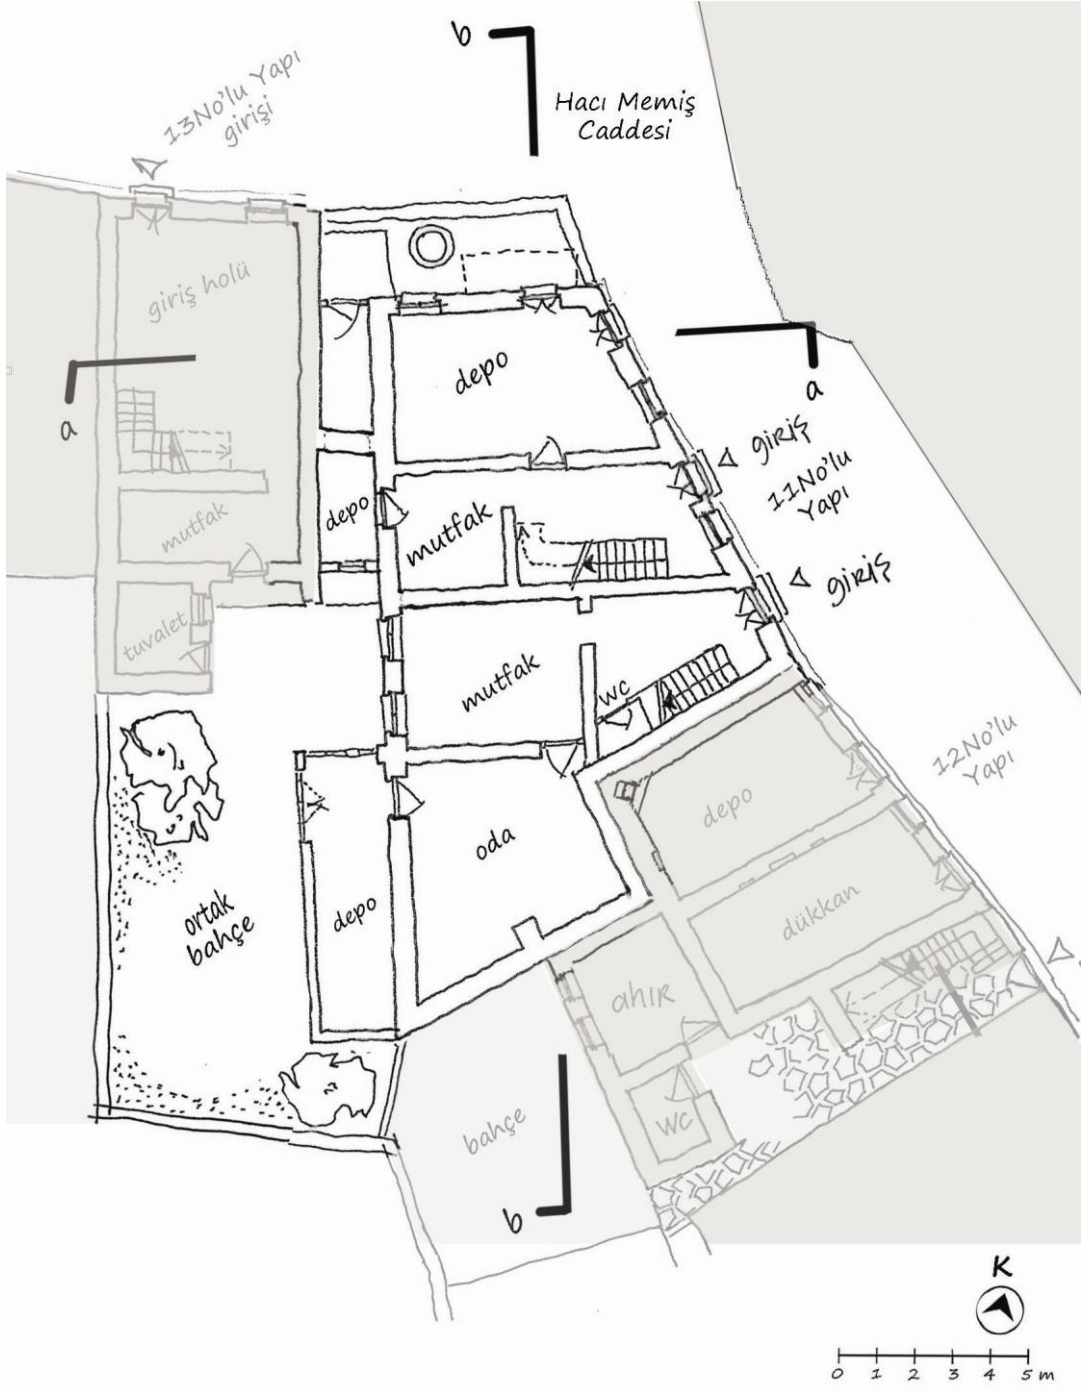 b
Hacı Memiş
Caddesi
13No'lu Yapı
girişi
giriş holü
a
depo
a
giriş
11No'lu
Yapı
depo
mutfak
mutfak
giriş
tuvalet
mutfak
wc
12No'lu
Yapı
depo
oda
dükkan
ortak
bahçe
depo
ahır
bahçe
wc
b
K
0 1 2 3 4 5 m